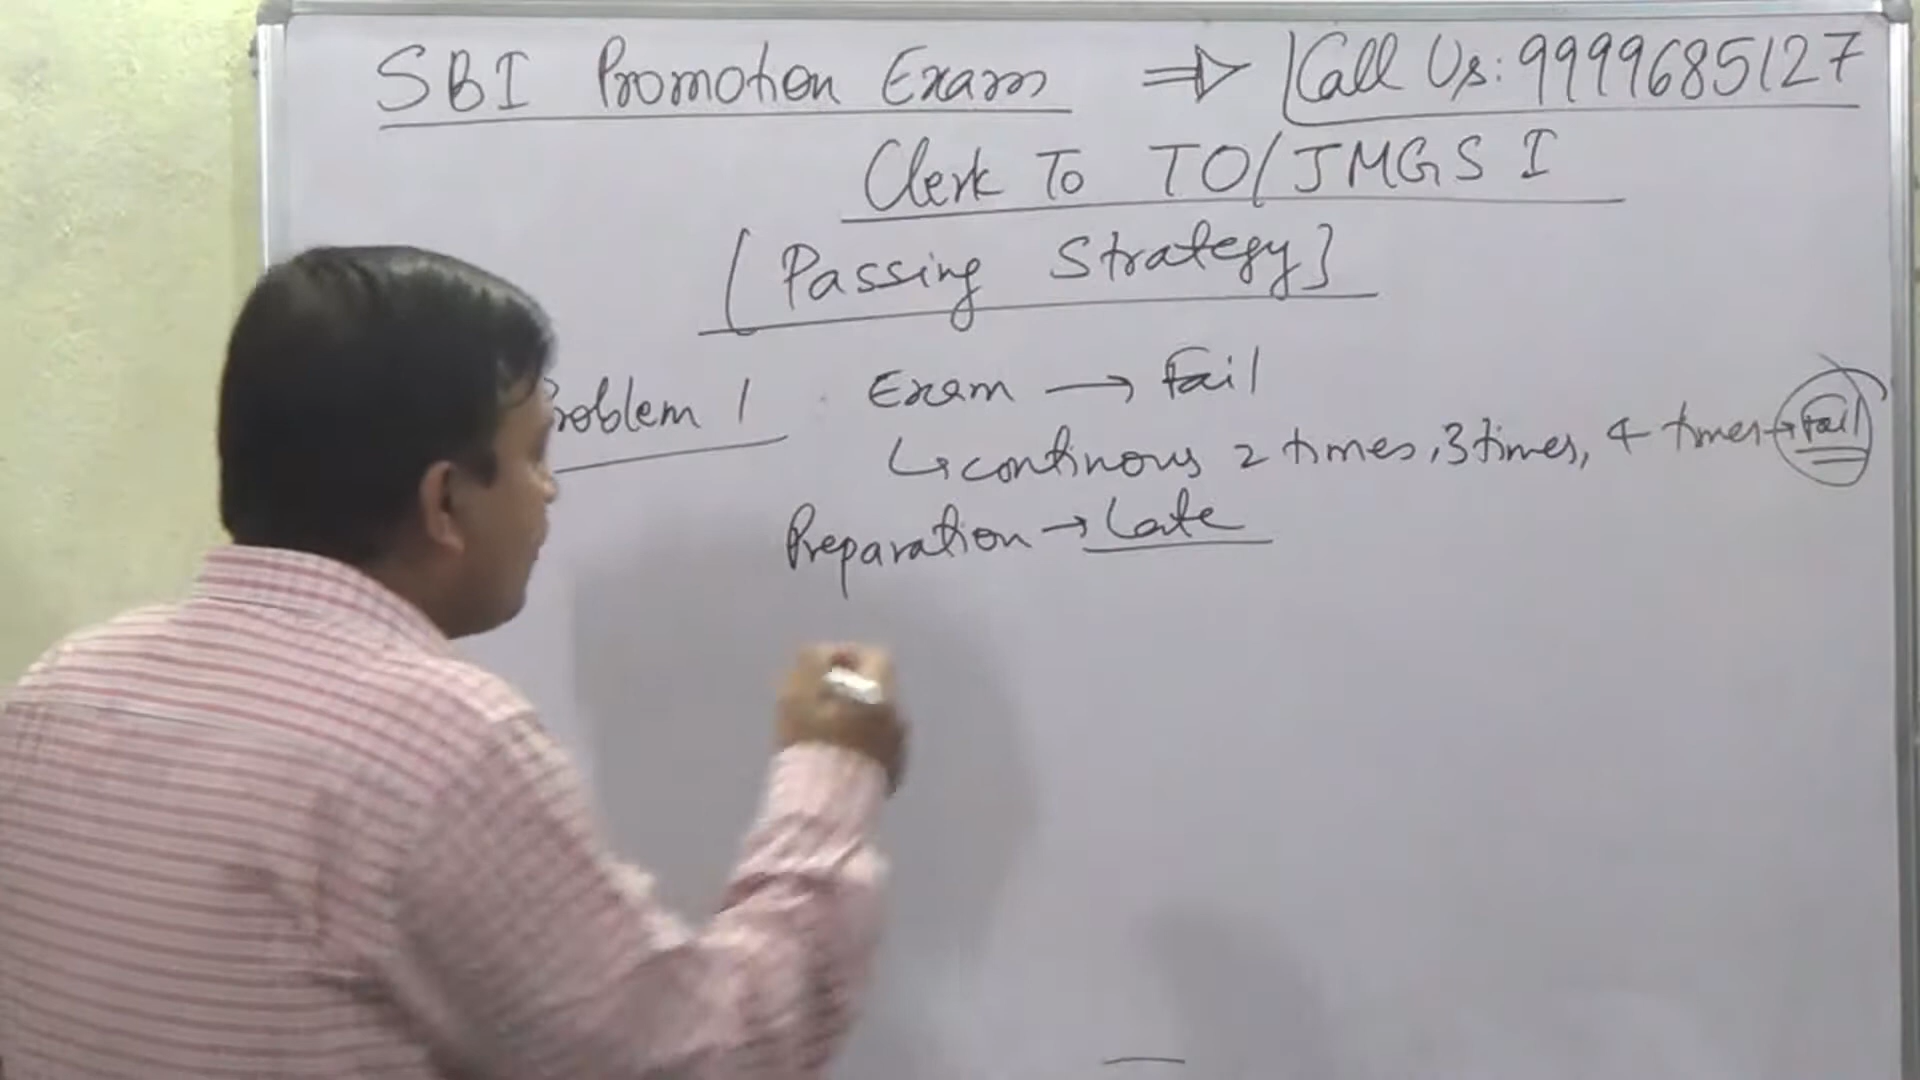 SBI Promotion Exam ⇒ Call Us: 9999685127
Clerk To TO/JMGS I
[Passing Strategy]
roblem 1 Exam → Fail
↳ continous 2 times, 3 times, 4 times → Fail
Preparation → Late